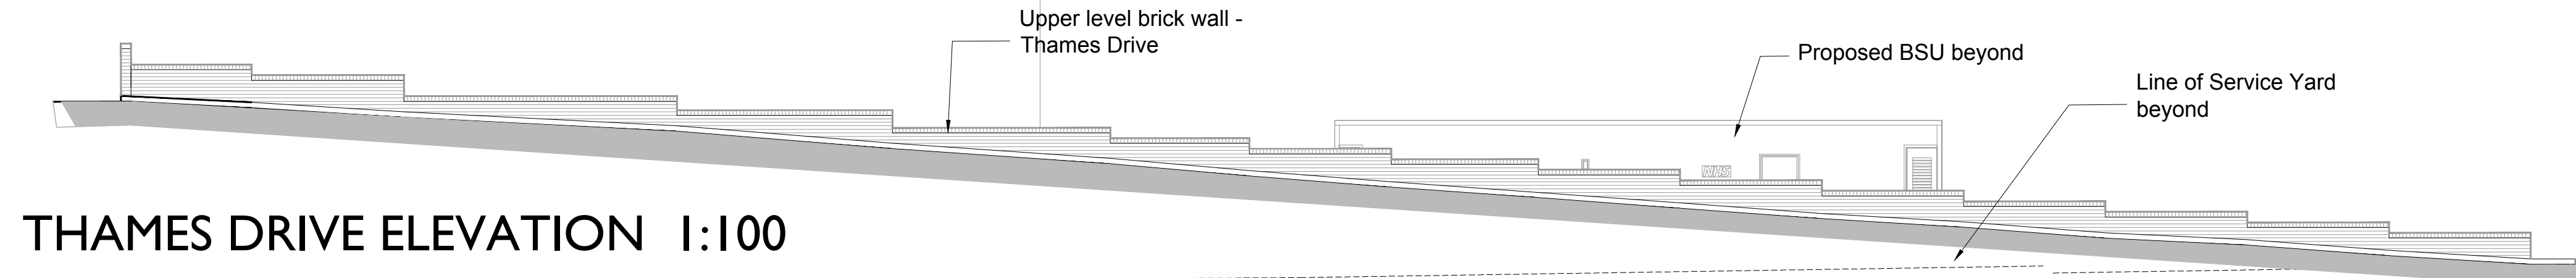 Upper level brick wall -
Thames Drive
Proposed BSU beyond
Line of Service Yard
beyond
NHS
THAMES DRIVE ELEVATION 1:100